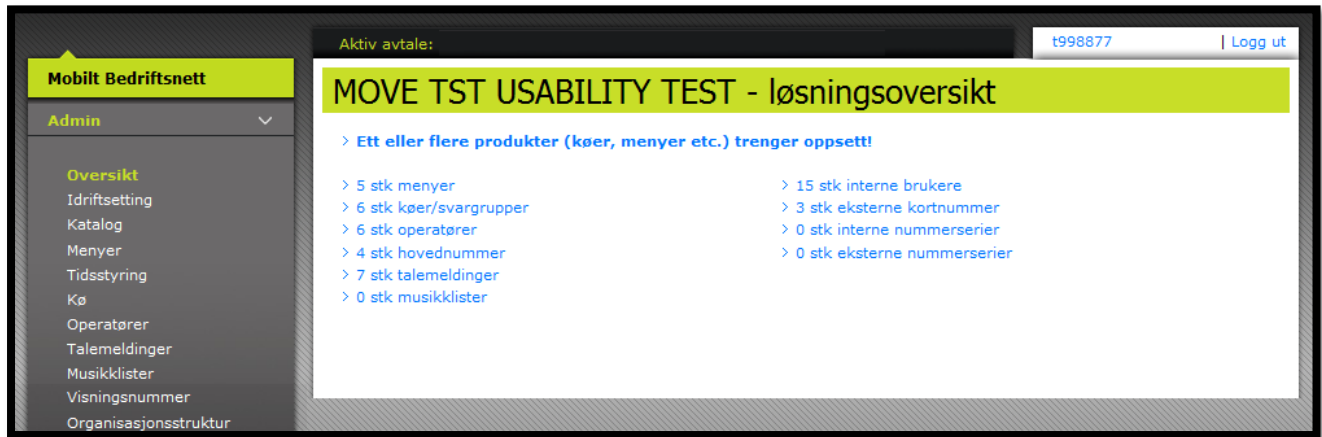 Aktiv avtale:
t998877 | Logg ut
Mobilt Bedriftsnett
Admin
Oversikt
Idriftsetting
Katalog
Menyer
Tidsstyring
Kø
Operatører
Talemeldinger
Musikklister
Visningsnummer
Organisasjonsstruktur
MOVE TST USABILITY TEST - løsningsoversikt
> Ett eller flere produkter (køer, menyer etc.) trenger oppsett!
> 5 stk menyer
> 6 stk køer/svargrupper
> 6 stk operatører
> 4 stk hovednummer
> 7 stk talemeldinger
> 0 stk musikklister
> 15 stk interne brukere
> 3 stk eksterne kortnummer
> 0 stk interne nummerserier
> 0 stk eksterne nummerserier